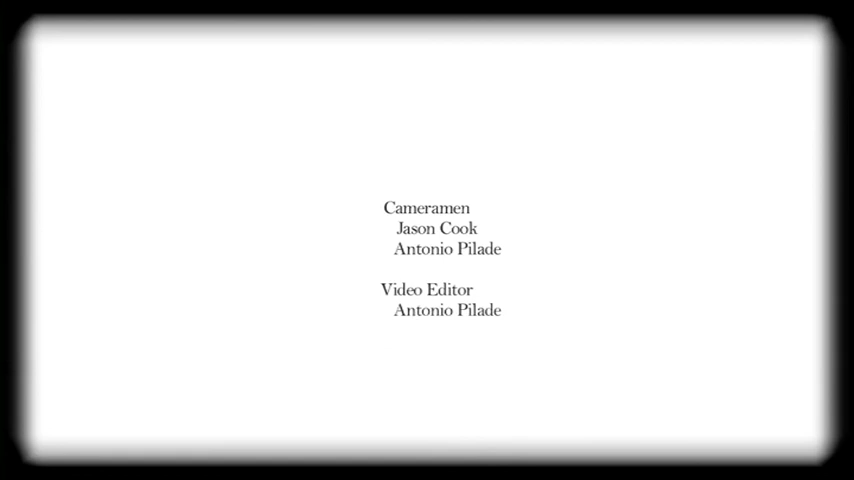 Cameramen
Jason Cook
Antonio Pilade
Video Editor
Antonio Pilade